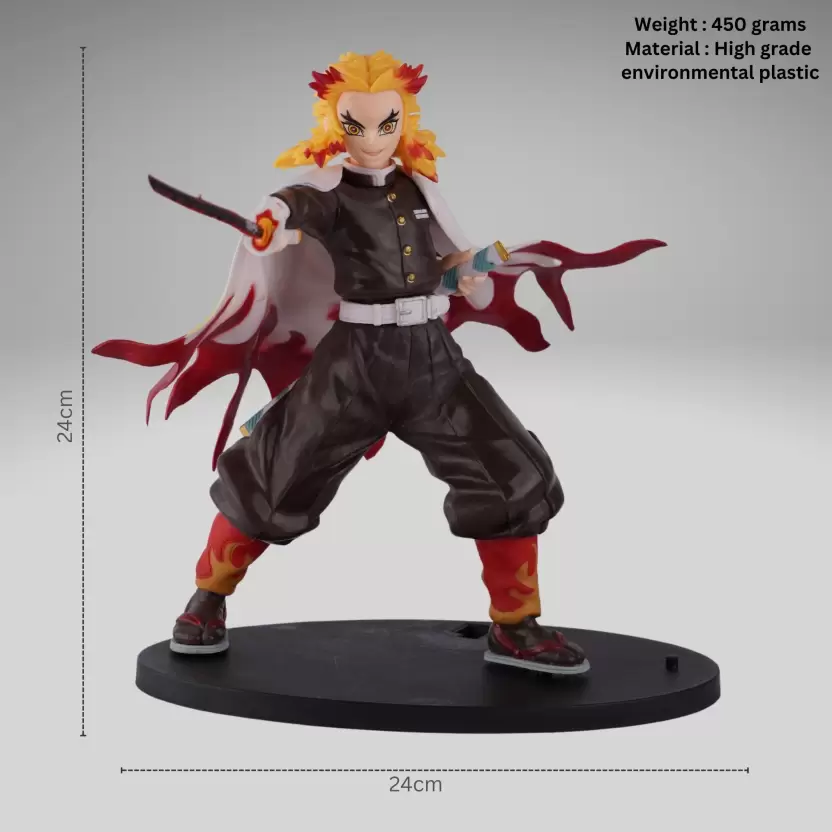 Weight : 450 grams
Material : High grade
environmental plastic
24cm
24cm